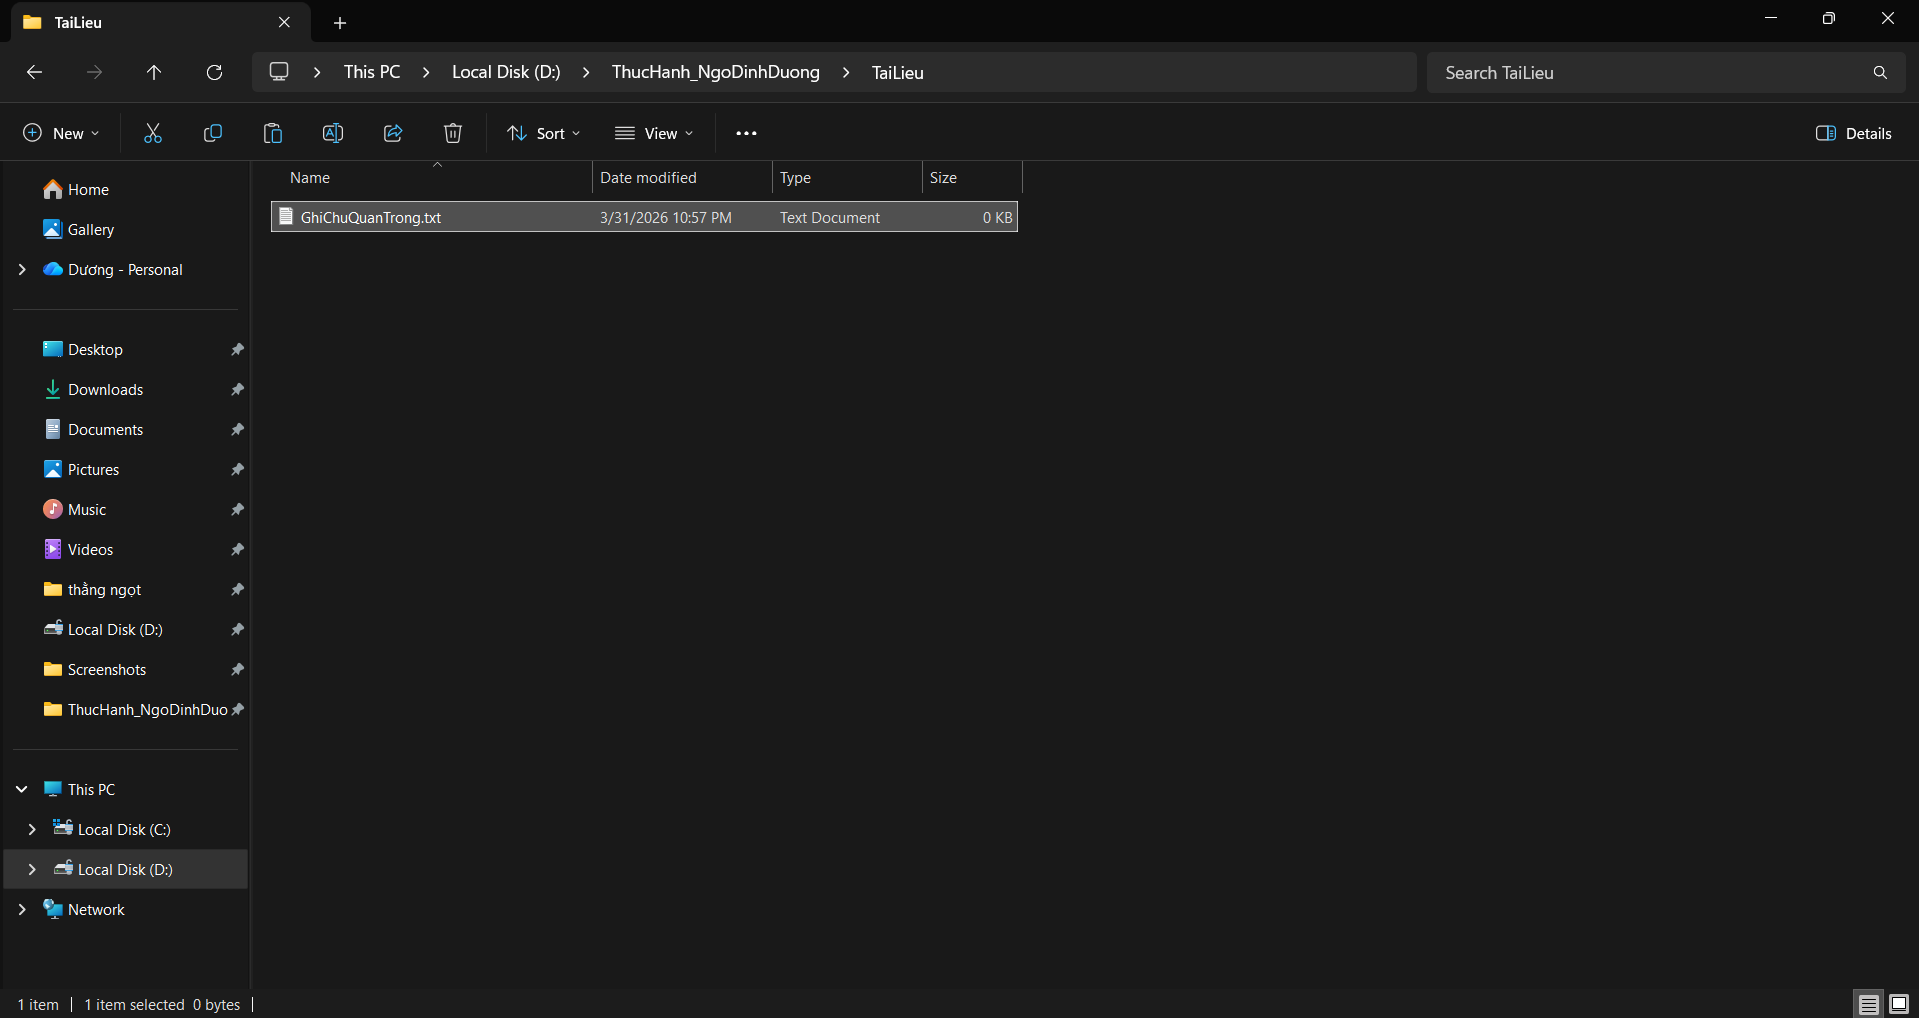 TaiLieu
This PC
Local Disk (D:)
ThucHanh_NgoDinhDuong
TaiLieu
Search TaiLieu
New
Sort
View
Details
Name
Date modified
Type
Size
GhiChuQuanTrong.txt
3/31/2026 10:57 PM
Text Document
0 KB
Home
Gallery
Dương - Personal
Desktop
Downloads
Documents
Pictures
Music
Videos
thằng ngọt
Local Disk (D:)
Screenshots
ThucHanh_NgoDinhDuo
This PC
Local Disk (C:)
Local Disk (D:)
Network
1 item
1 item selected 0 bytes